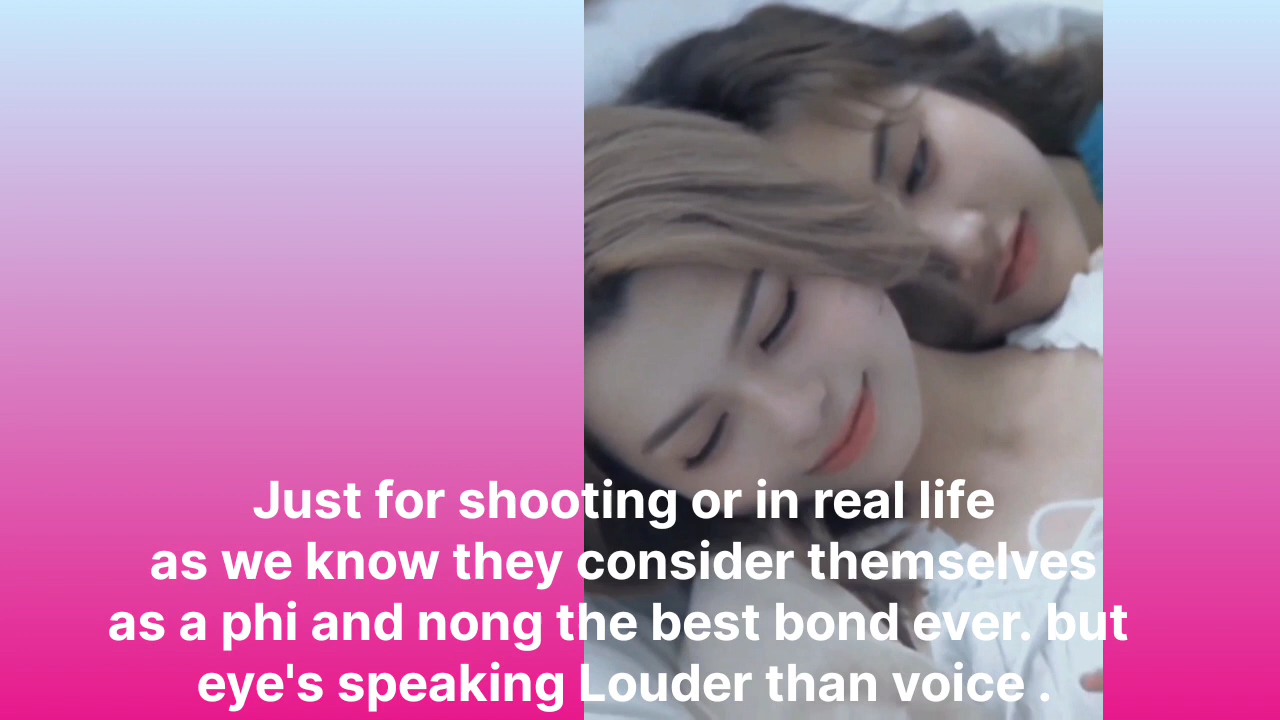 Just for shooting or in real life
as we know they consider themselves
as a phi and nong the best bond ever. but
eye's speaking Louder than voice .